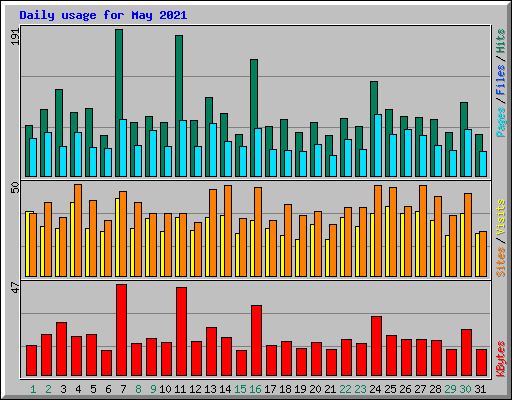 Daily usage for May 2021
191
Pages / Files / Hits
50
Sites / Visits
47
KBytes
1 2 3 4 5 6 7 8 9 10 11 12 13 14 15 16 17 18 19 20 21 22 23 24 25 26 27 28 29 30 31